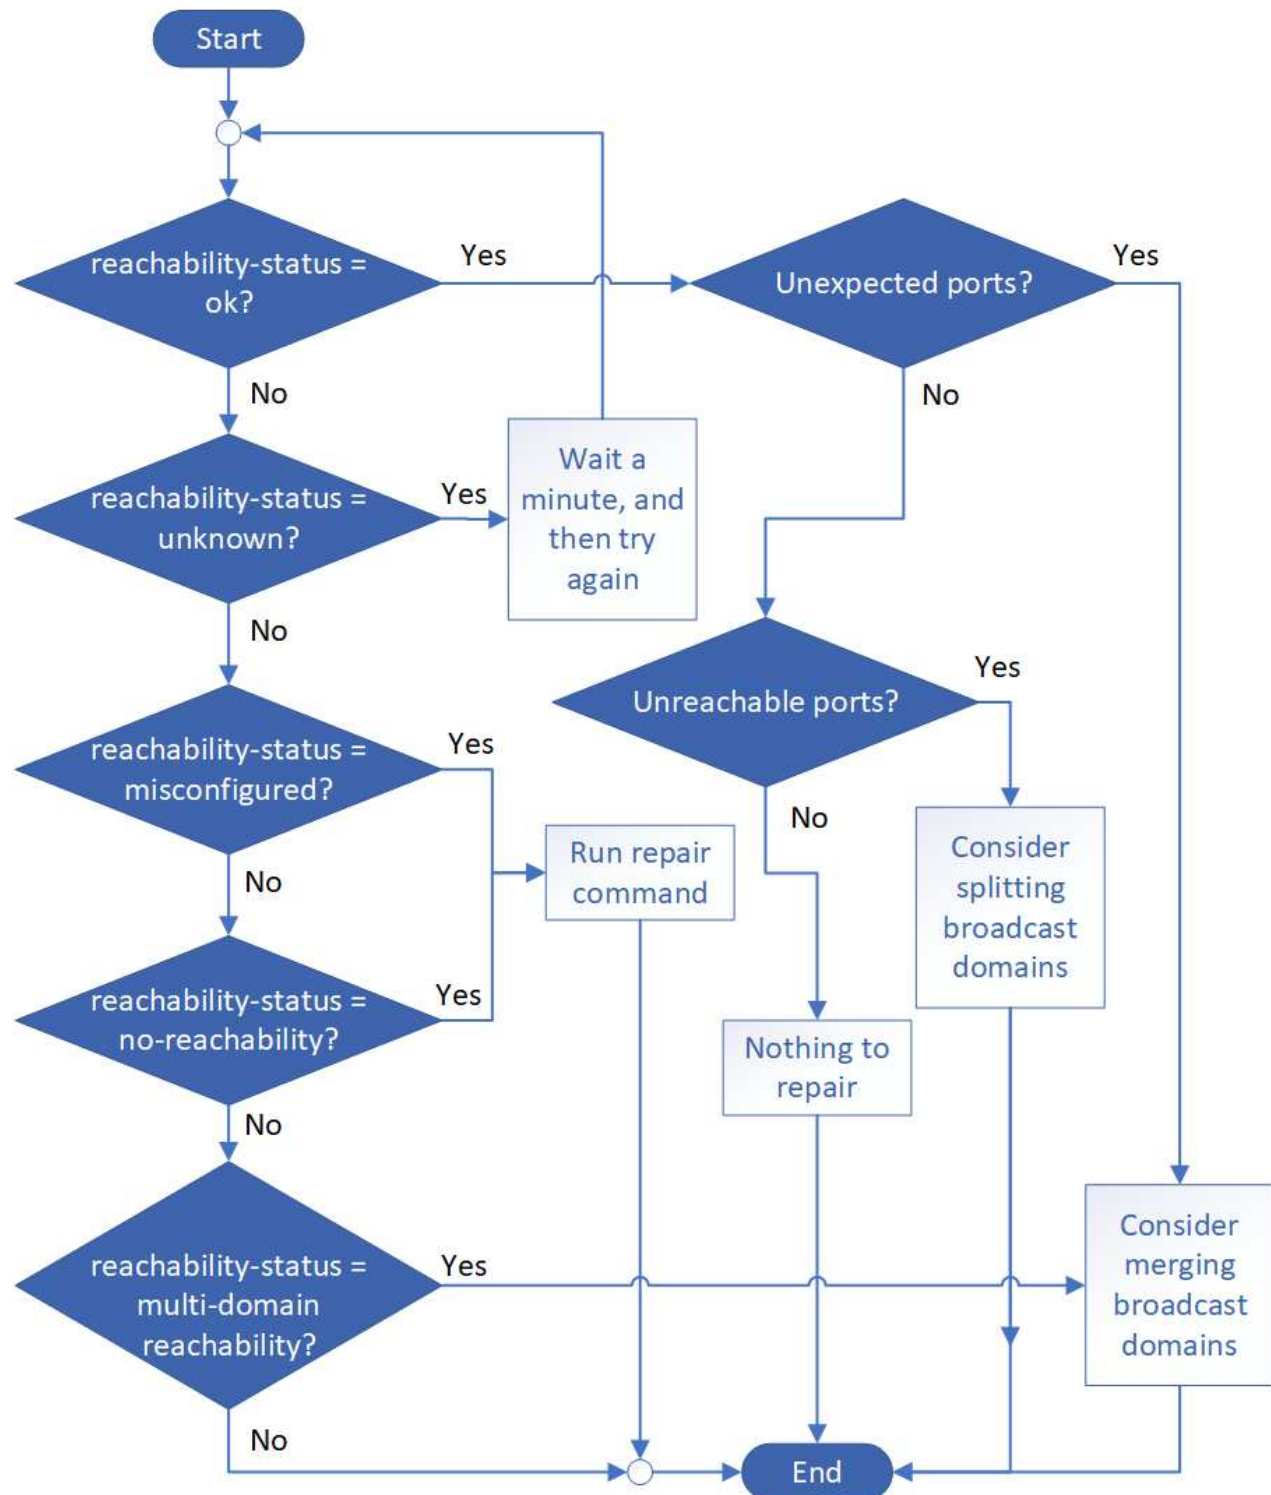 Start
reachability-status =
ok?
Yes
Unexpected ports?
Yes
No
No
reachability-status =
unknown?
Yes
Wait a
minute, and
then try
again
No
Unreachable ports?
Yes
reachability-status =
misconfigured?
Yes
No
Run repair
command
Consider
splitting
broadcast
domains
No
reachability-status =
no-reachability?
Yes
Nothing to
repair
No
reachability-status =
multi-domain
reachability?
Yes
Consider
merging
broadcast
domains
No
End